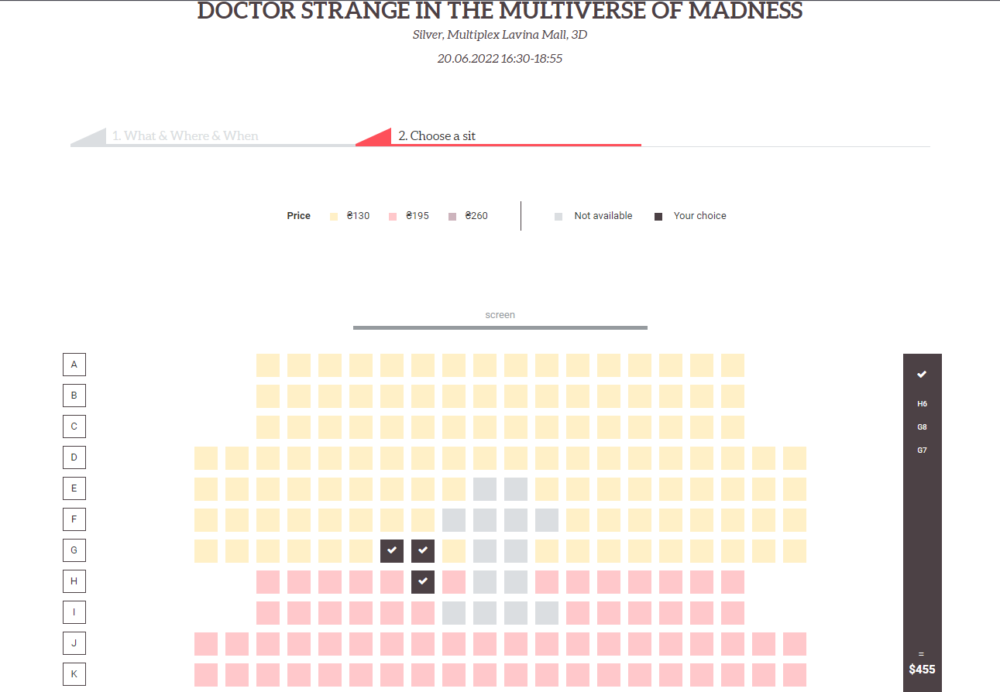 DOCTOR STRANGE IN THE MULTIVERSE OF MADNESS
Silver, Multiplex Lavina Mall, 3D
20.06.2022 16:30-18:55
1. What & Where & When
2. Choose a sit
Price ₴130 ₴195 ₴260 Not available Your choice
screen
A
B
C
D
E
F
G
H
I
J
K
H6
G8
G7
=
$455